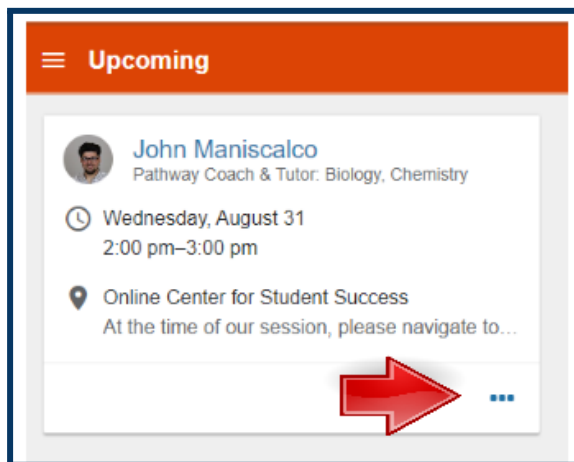 Upcoming
John Maniscalco
Pathway Coach & Tutor: Biology, Chemistry
Wednesday, August 31
2:00 pm–3:00 pm
Online Center for Student Success
At the time of our session, please navigate to...